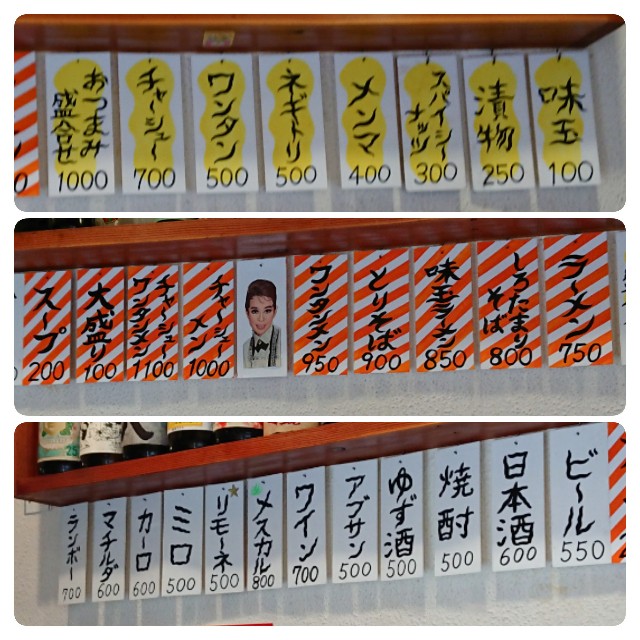 味玉 100
漬物 250
スパイシーナッツ 300
メンマ 400
ネギトリ 500
ワンタン 500
チャーシュー 700
おつまみ盛合せ 1000
ラーメン 750
しろたまりそば 800
味玉ラーメン 850
とりそば 900
ワンタンメン 950
チャーシューメン 1000
チャーシューワンタンメン 1100
大盛り 100
スープ 200
ビール 550
日本酒 600
焼酎 500
ゆず酒 500
アブサン 500
ワイン 700
メスカル 800
リモーネ 500
ミロ 500
カーロ 600
マチルダ 600
ランボー 700